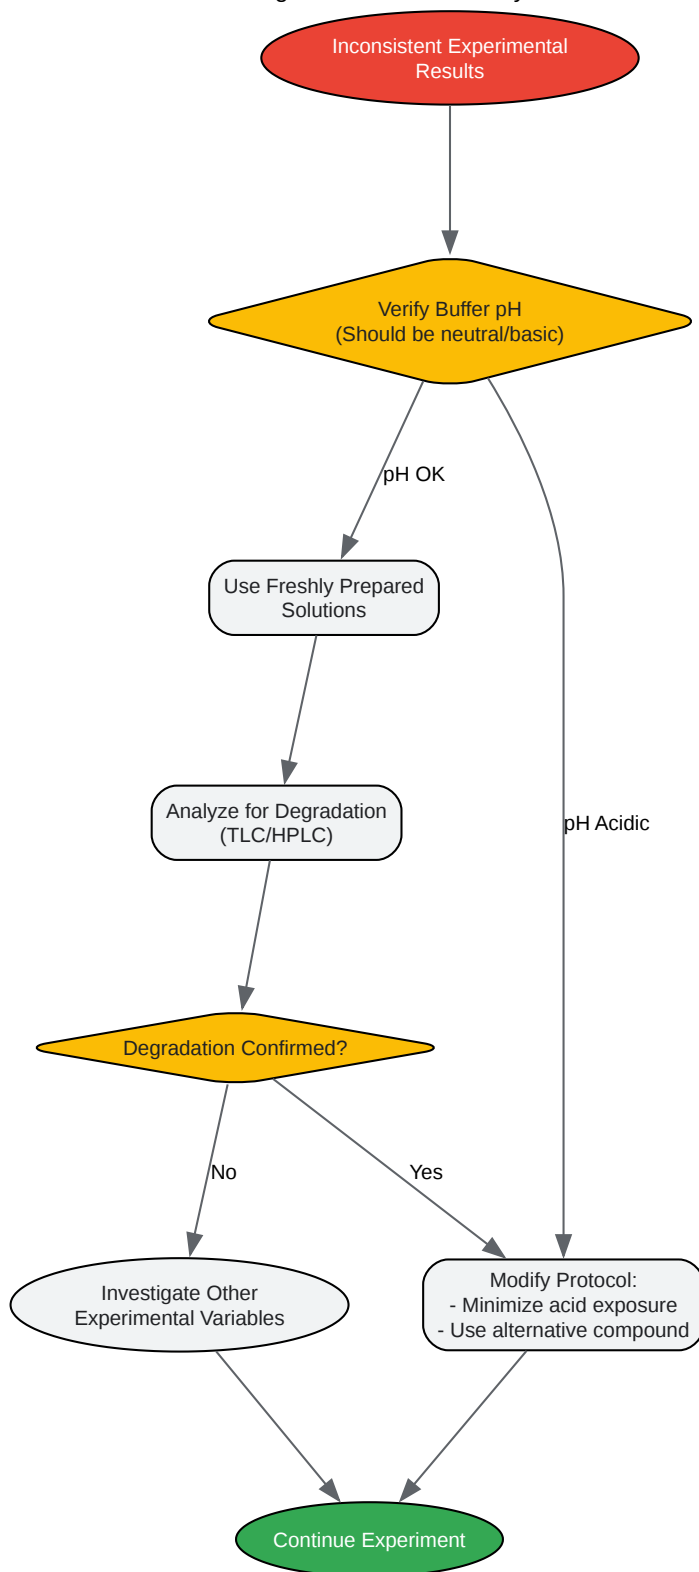 Inconsistent Experimental
Results
Verify Buffer pH
(Should be neutral/basic)
pH OK
Use Freshly Prepared
Solutions
Analyze for Degradation
(TLC/HPLC)
pH Acidic
Degradation Confirmed?
No
Yes
Investigate Other
Experimental Variables
Modify Protocol:
- Minimize acid exposure
- Use alternative compound
Continue Experiment